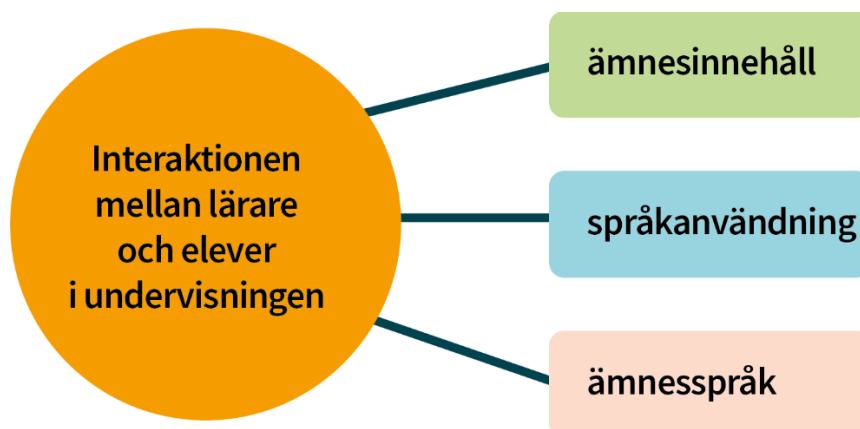 Interaktionen
mellan lärare
och elever
i undervisningen
ämnesinnehåll
språkanvändning
ämnesspråk